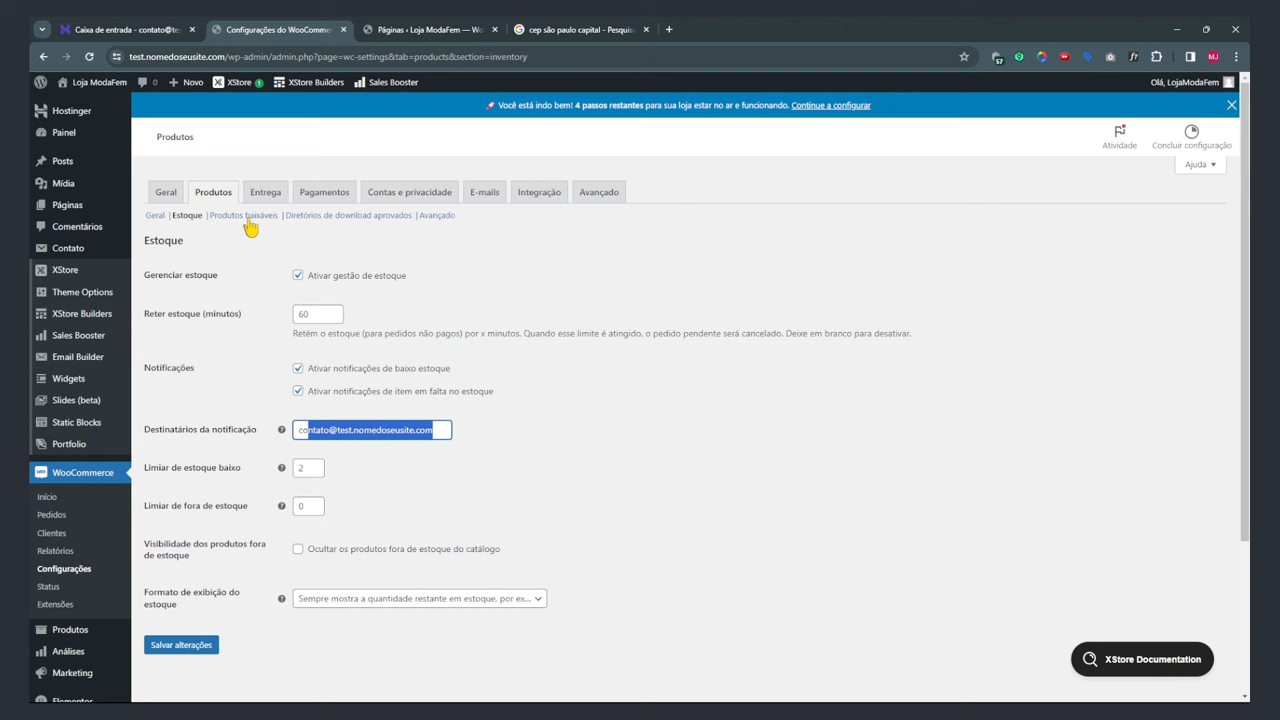 Caixa de entrada - contato@te:
Configurações do WooComme
Páginas ‹ Loja ModaFem — Wo
cep são paulo capital - Pesquis
test.nomedoseusite.com/wp-admin/admin.php?page=wc-settings&tab=products&section=inventory
57
MJ
Loja ModaFem
0
Novo
XStore 1
XStore Builders
Sales Booster
Olá, LojaModaFem
Hostinger
Painel
Posts
Mídia
Páginas
Comentários
Contato
XStore
Theme Options
XStore Builders
Sales Booster
Email Builder
Widgets
Slides (beta)
Static Blocks
Portfolio
WooCommerce
Início
Pedidos
Clientes
Relatórios
Configurações
Status
Extensões
Produtos
Análises
Marketing
Elementor
Você está indo bem! 4 passos restantes para sua loja estar no ar e funcionando. Continue a configurar
Produtos
Atividade
Concluir configuração
Ajuda
Geral
Produtos
Entrega
Pagamentos
Contas e privacidade
E-mails
Integração
Avançado
Geral | Estoque | Produtos baixáveis | Diretórios de download aprovados | Avançado
Estoque
Gerenciar estoque
Ativar gestão de estoque
Reter estoque (minutos)
60
Retém o estoque (para pedidos não pagos) por x minutos. Quando esse limite é atingido, o pedido pendente será cancelado. Deixe em branco para desativar.
Notificações
Ativar notificações de baixo estoque
Ativar notificações de item em falta no estoque
Destinatários da notificação
contato@test.nomedoseusite.com
Limiar de estoque baixo
2
Limiar de fora de estoque
0
Visibilidade dos produtos fora
de estoque
Ocultar os produtos fora de estoque do catálogo
Formato de exibição do
estoque
Sempre mostra a quantidade restante em estoque, por ex...
Salvar alterações
XStore Documentation